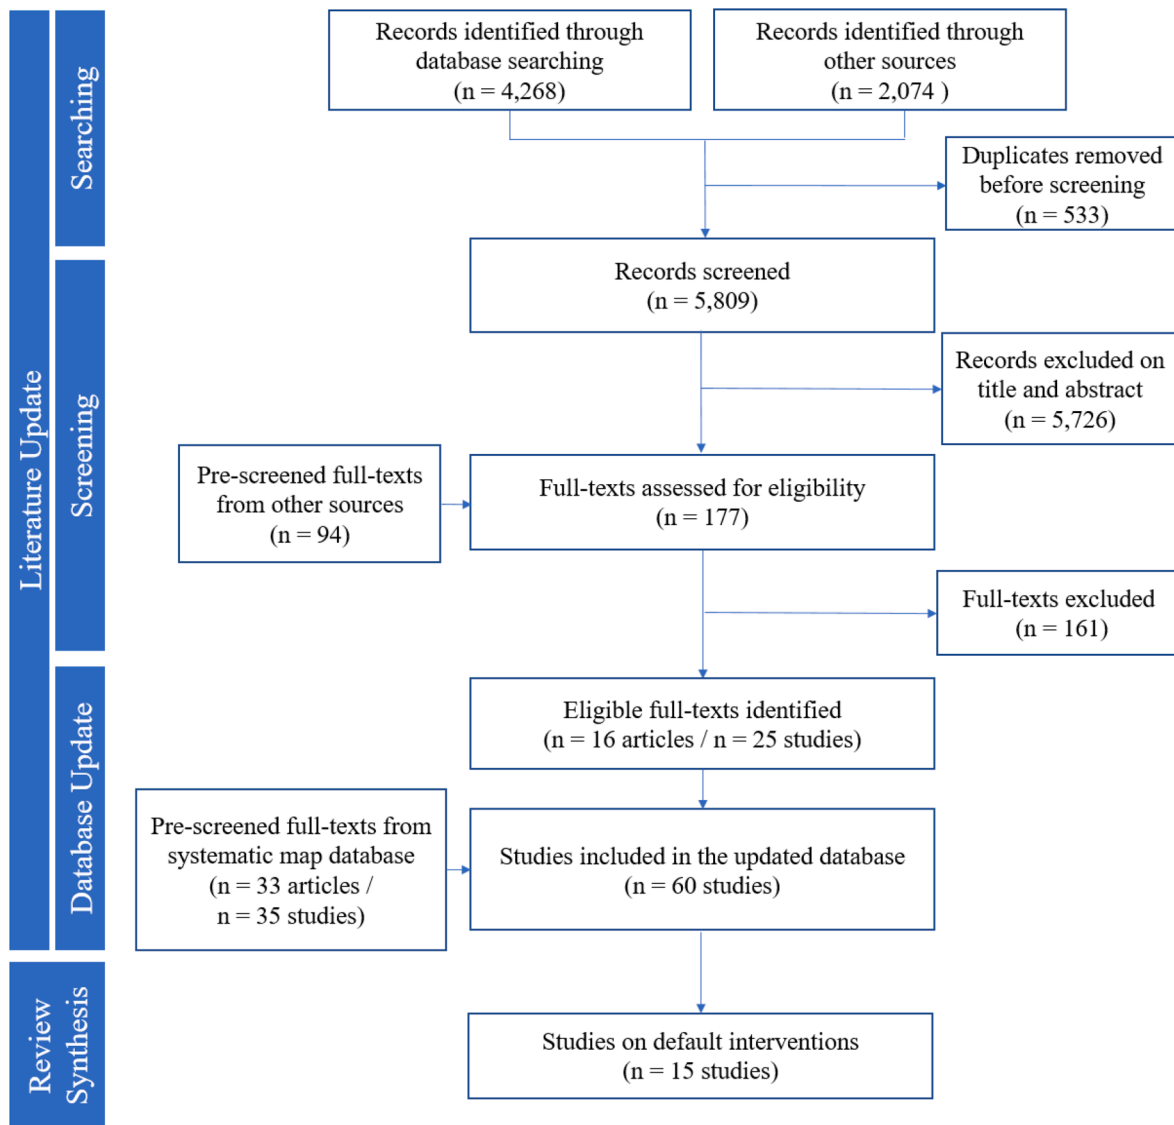 Literature Update
Searching
Records identified through
database searching
(n = 4,268)
Records identified through
other sources
(n = 2,074 )
Duplicates removed
before screening
(n = 533)
Screening
Records screened
(n = 5,809)
Records excluded on
title and abstract
(n = 5,726)
Pre-screened full-texts
from other sources
(n = 94)
Full-texts assessed for eligibility
(n = 177)
Full-texts excluded
(n = 161)
Database Update
Eligible full-texts identified
(n = 16 articles / n = 25 studies)
Pre-screened full-texts from
systematic map database
(n = 33 articles /
n = 35 studies)
Studies included in the updated database
(n = 60 studies)
Review
Synthesis
Studies on default interventions
(n = 15 studies)